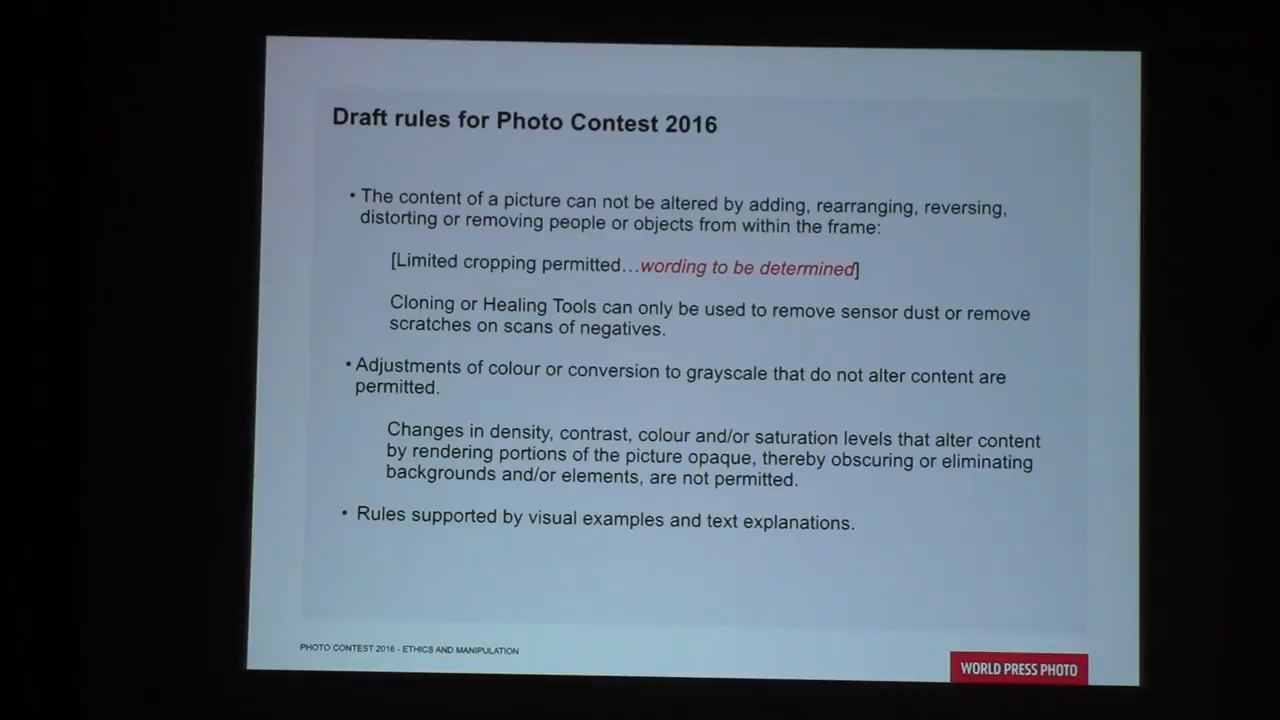 Draft rules for Photo Contest 2016
• The content of a picture can not be altered by adding, rearranging, reversing,
distorting or removing people or objects from within the frame:
[Limited cropping permitted…wording to be determined]
Cloning or Healing Tools can only be used to remove sensor dust or remove
scratches on scans of negatives.
• Adjustments of colour or conversion to grayscale that do not alter content are
permitted.
Changes in density, contrast, colour and/or saturation levels that alter content
by rendering portions of the picture opaque, thereby obscuring or eliminating
backgrounds and/or elements, are not permitted.
• Rules supported by visual examples and text explanations.
PHOTO CONTEST 2016 - ETHICS AND MANIPULATION
WORLD PRESS PHOTO